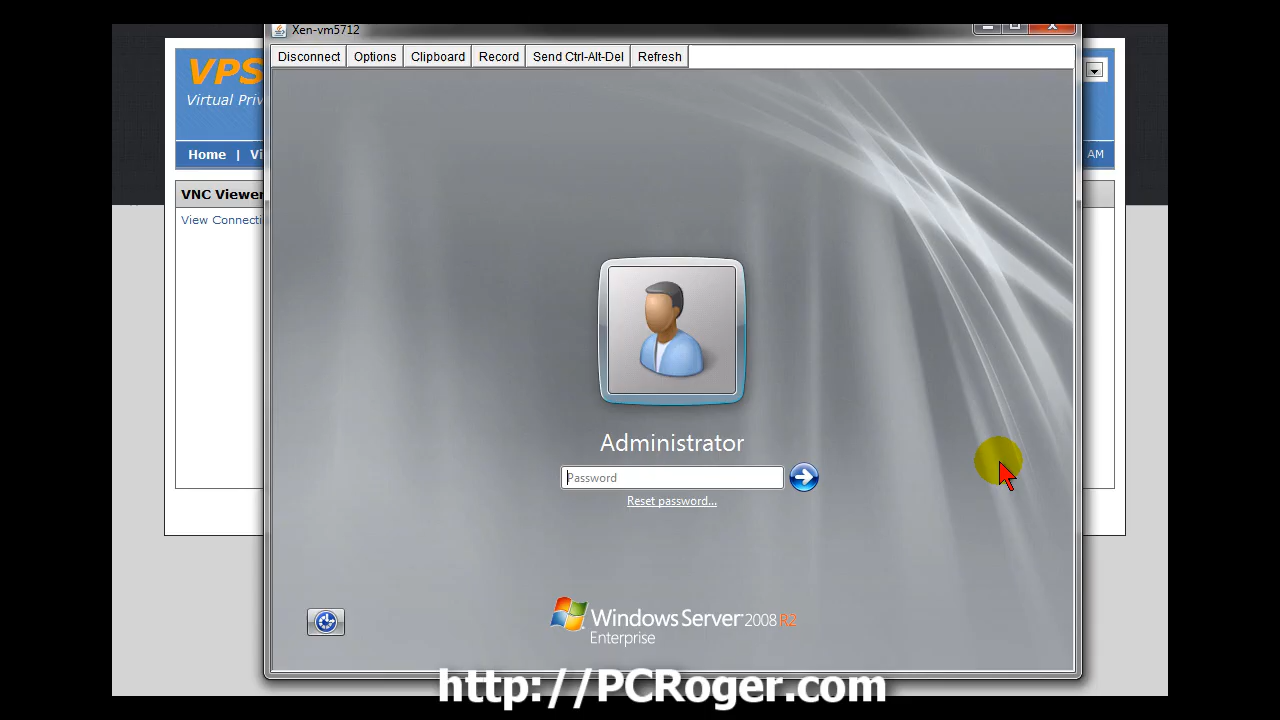 Xen-vm5712
Disconnect Options Clipboard Record Send Ctrl-Alt-Del Refresh
VPS
Virtual Priv
Home | Vi
AM
VNC Viewer
View Connecti
Administrator
Password
Reset password...
Windows Server 2008 R2
Enterprise
http://PCRoger.com